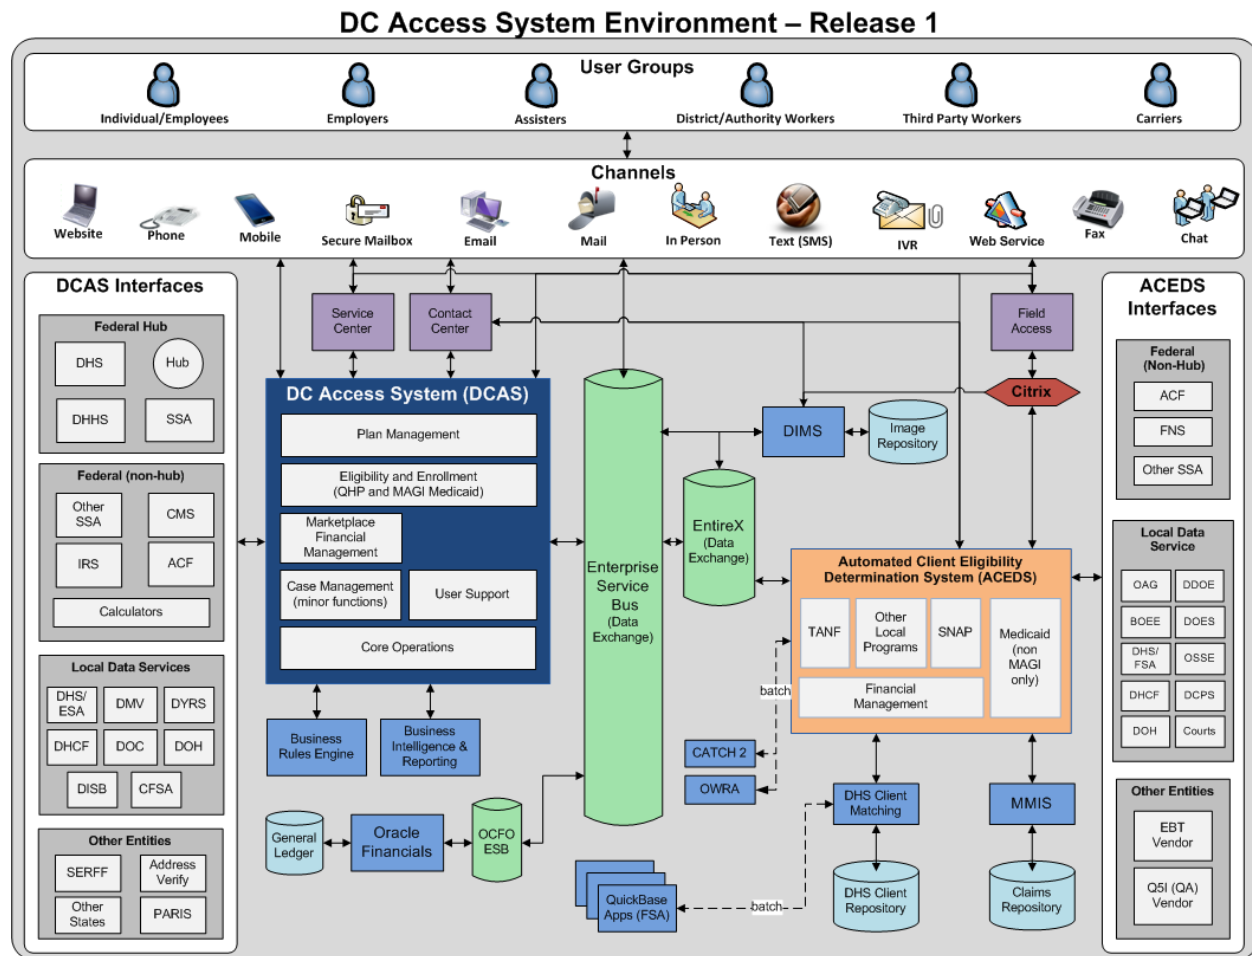 DC Access System Environment – Release 1
User Groups
Individual/Employees
Employers
Assisters
District/Authority Workers
Third Party Workers
Carriers
Channels
Website
Phone
Mobile
Secure Mailbox
Email
Mail
In Person
Text (SMS)
IVR
Web Service
Fax
Chat
DCAS Interfaces
Federal Hub
DHS
Hub
DHHS
SSA
Federal (non-hub)
Other
SSA
CMS
IRS
ACF
Calculators
Local Data Services
DHS/
ESA
DMV
DYRS
DHCF
DOC
DOH
DISB
CFSA
Other Entities
SERFF
Address
Verify
Other
States
PARIS
Service
Center
Contact
Center
Field
Access
Citrix
DC Access System (DCAS)
Plan Management
Eligibility and Enrollment
(QHP and MAGI Medicaid)
Marketplace
Financial
Management
Case Management
(minor functions)
User Support
Core Operations
Business
Rules Engine
Business
Intelligence &
Reporting
General
Ledger
Oracle
Financials
OCFO
ESB
Enterprise
Service
Bus
(Data
Exchange)
EntireX
(Data
Exchange)
DIMS
Image
Repository
Automated Client Eligibility
Determination System (ACEDS)
TANF
Other
Local
Programs
SNAP
Medicaid
(non
MAGI
only)
Financial
Management
batch
CATCH 2
OWRA
DHS Client
Matching
MMIS
QuickBase
Apps (FSA)
batch
DHS Client
Repository
Claims
Repository
ACEDS
Interfaces
Federal
(Non-Hub)
ACF
FNS
Other SSA
Local Data
Service
OAG
DDOE
BOEE
DOES
DHS/
FSA
OSSE
DHCF
DCPS
DOH
Courts
Other Entities
EBT
Vendor
Q5I (QA)
Vendor